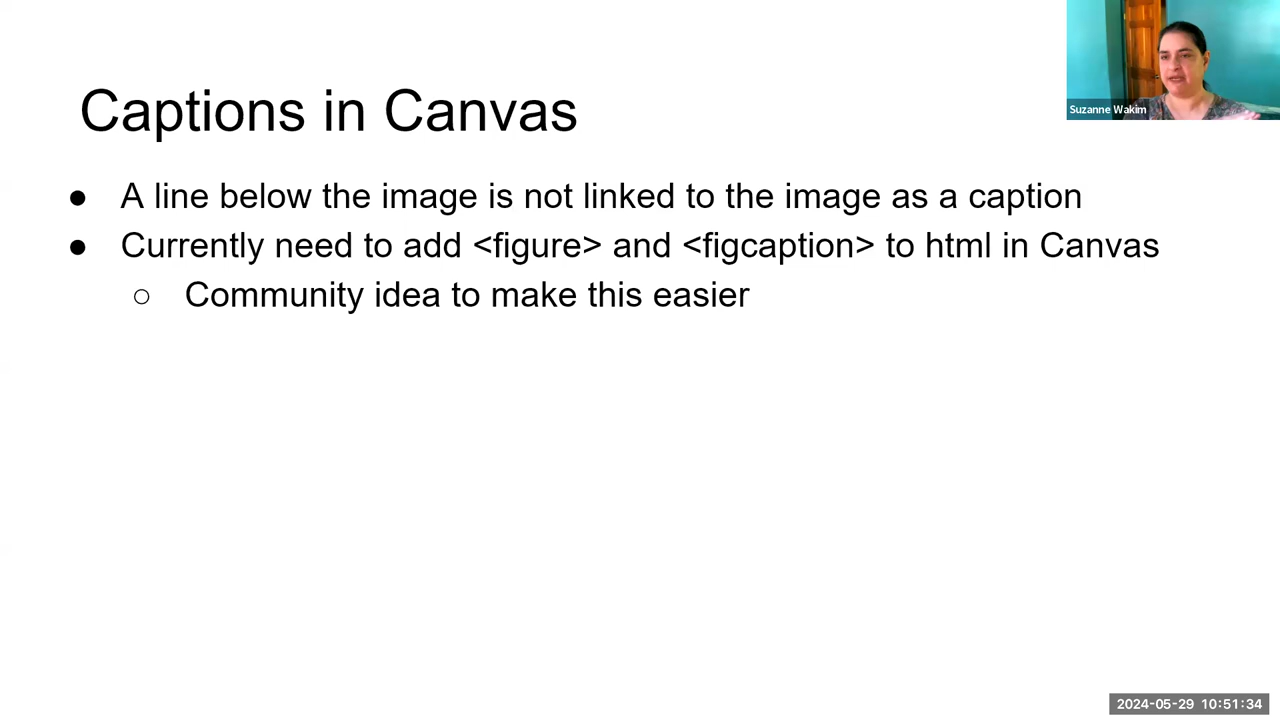 Suzanne Wakim
Captions in Canvas
● A line below the image is not linked to the image as a caption
● Currently need to add <figure> and <figcaption> to html in Canvas
○ Community idea to make this easier
2024-05-29 10:51:34